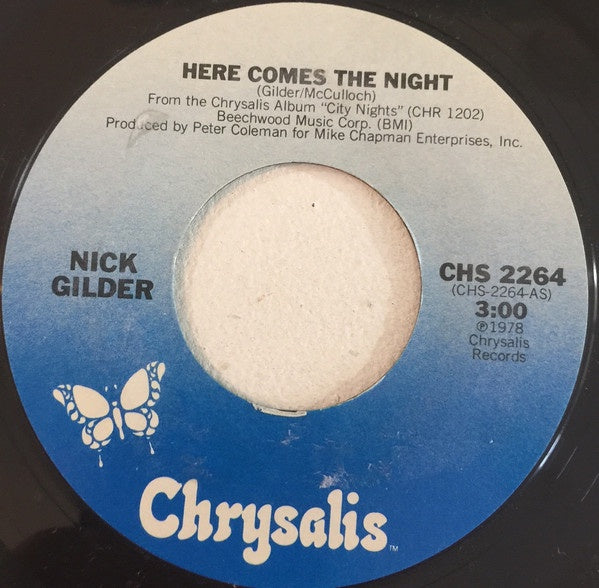 HERE COMES THE NIGHT
(Gilder/McCulloch)
From the Chrysalis Album "City Nights" (CHR 1202)
Beechwood Music Corp. (BMI)
Produced by Peter Coleman for Mike Chapman Enterprises, Inc.
NICK
GILDER
CHS 2264
(CHS-2264-AS)
3:00
℗1978
Chrysalis
Records
Chrysalis™